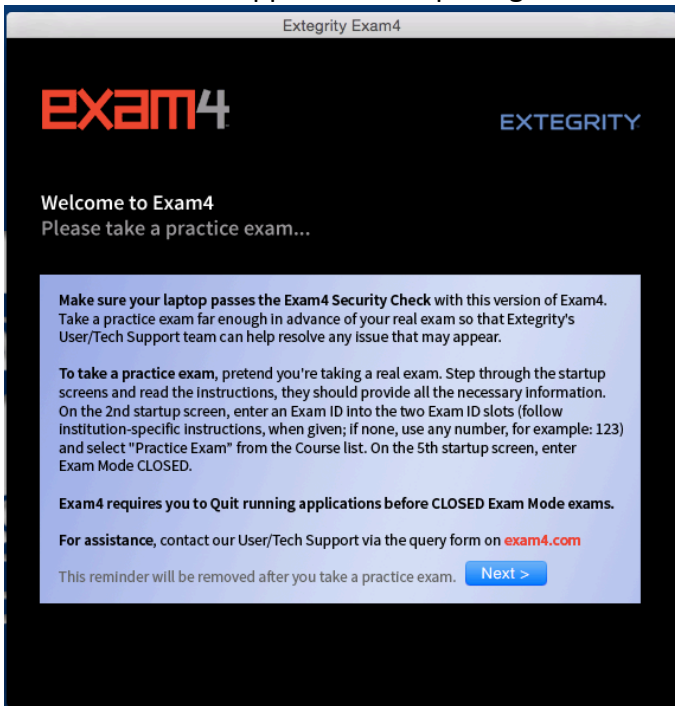 Extegrity Exam4
exam4
EXTEGRITY
Welcome to Exam4
Please take a practice exam...
Make sure your laptop passes the Exam4 Security Check with this version of Exam4.
Take a practice exam far enough in advance of your real exam so that Extegrity's
User/Tech Support team can help resolve any issue that may appear.
To take a practice exam, pretend you're taking a real exam. Step through the startup
screens and read the instructions, they should provide all the necessary information.
On the 2nd startup screen, enter an Exam ID into the two Exam ID slots (follow
institution-specific instructions, when given; if none, use any number, for example: 123)
and select "Practice Exam" from the Course list. On the 5th startup screen, enter
Exam Mode CLOSED.
Exam4 requires you to Quit running applications before CLOSED Exam Mode exams.
For assistance, contact our User/Tech Support via the query form on exam4.com
This reminder will be removed after you take a practice exam. Next >